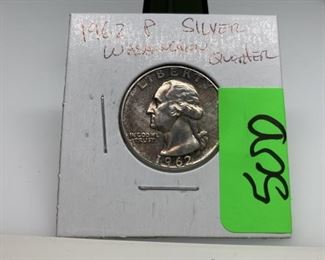 1962 P SILVER
WASHINGTON QUARTER
LIBERTY
IN GOD WE
TRUST
1962
500